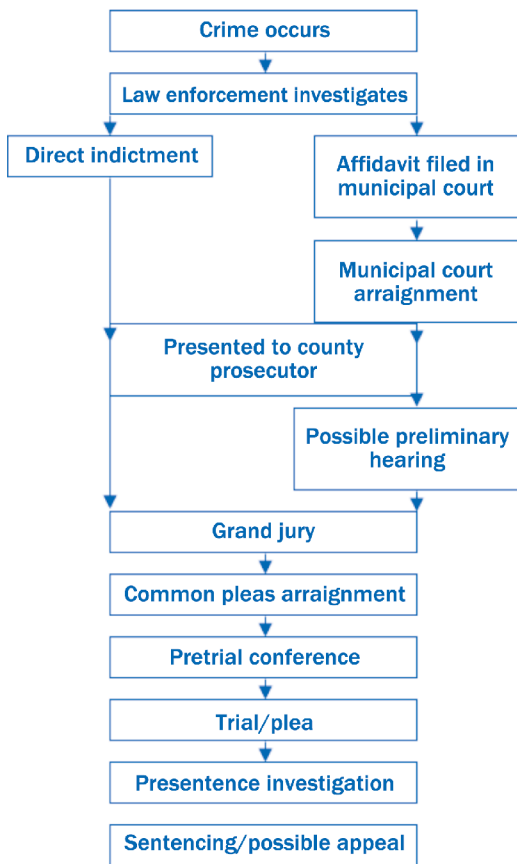 Crime occurs
Law enforcement investigates
Direct indictment
Affidavit filed in
municipal court
Municipal court
arraignment
Presented to county
prosecutor
Possible preliminary
hearing
Grand jury
Common pleas arraignment
Pretrial conference
Trial/plea
Presentence investigation
Sentencing/possible appeal